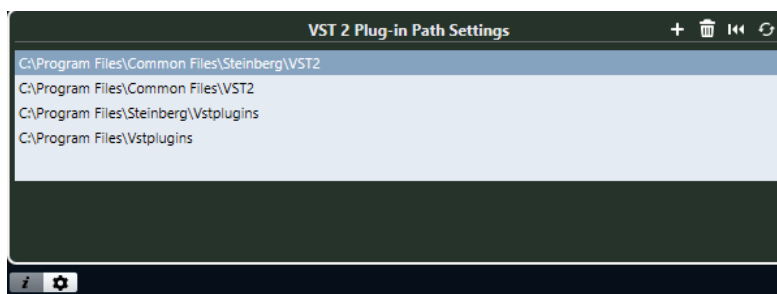 VST 2 Plug-in Path Settings
C:\Program Files\Common Files\Steinberg\VST2
C:\Program Files\Common Files\VST2
C:\Program Files\Steinberg\Vstplugins
C:\Program Files\Vstplugins
i